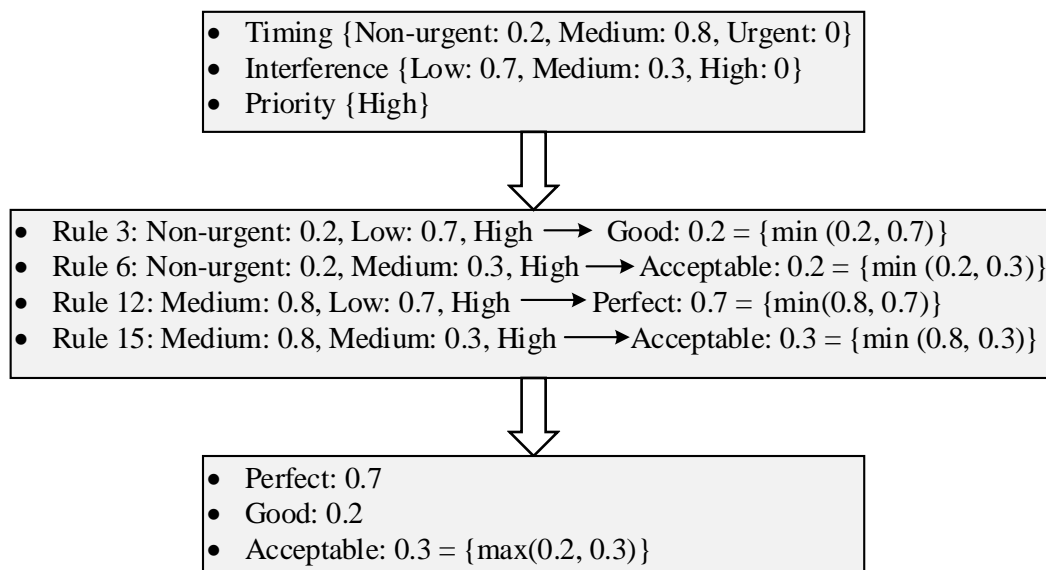 • Timing {Non-urgent: 0.2, Medium: 0.8, Urgent: 0}
• Interference {Low: 0.7, Medium: 0.3, High: 0}
• Priority {High}
• Rule 3: Non-urgent: 0.2, Low: 0.7, High → Good: 0.2 = {min (0.2, 0.7)}
• Rule 6: Non-urgent: 0.2, Medium: 0.3, High → Acceptable: 0.2 = {min (0.2, 0.3)}
• Rule 12: Medium: 0.8, Low: 0.7, High → Perfect: 0.7 = {min(0.8, 0.7)}
• Rule 15: Medium: 0.8, Medium: 0.3, High → Acceptable: 0.3 = {min (0.8, 0.3)}
• Perfect: 0.7
• Good: 0.2
• Acceptable: 0.3 = {max(0.2, 0.3)}